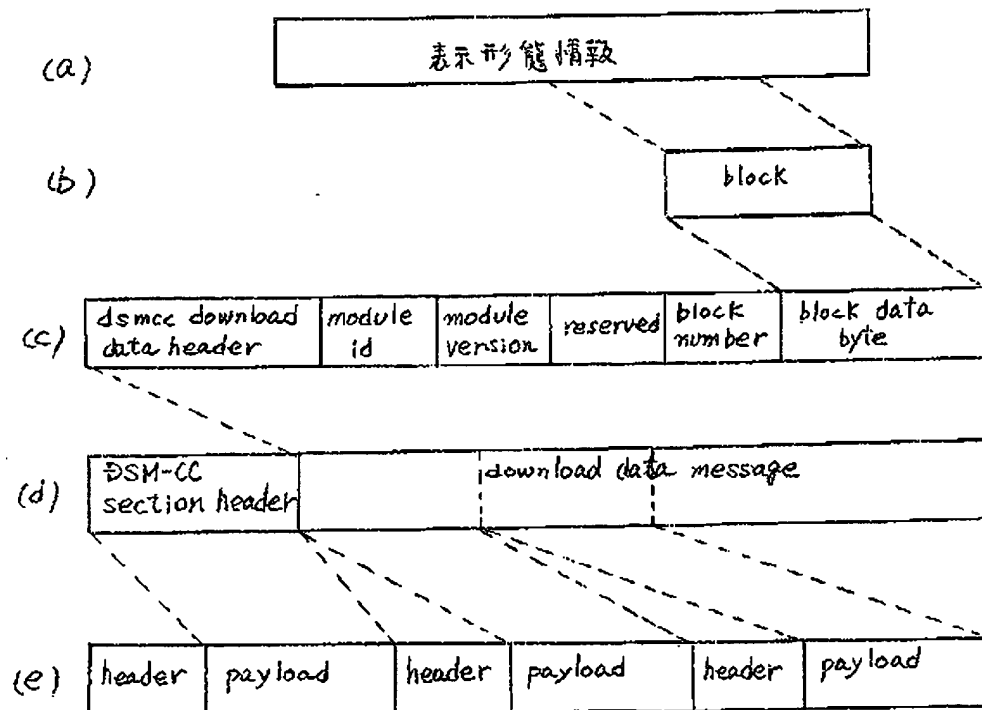 (a)
表示形態情報
(b)
block
(c)
dsmcc download
data header
module
id
module
version
reserved
block
number
block data
byte
(d)
DSM-CC
section header
download data message
(e)
header
payload
header
payload
header
payload